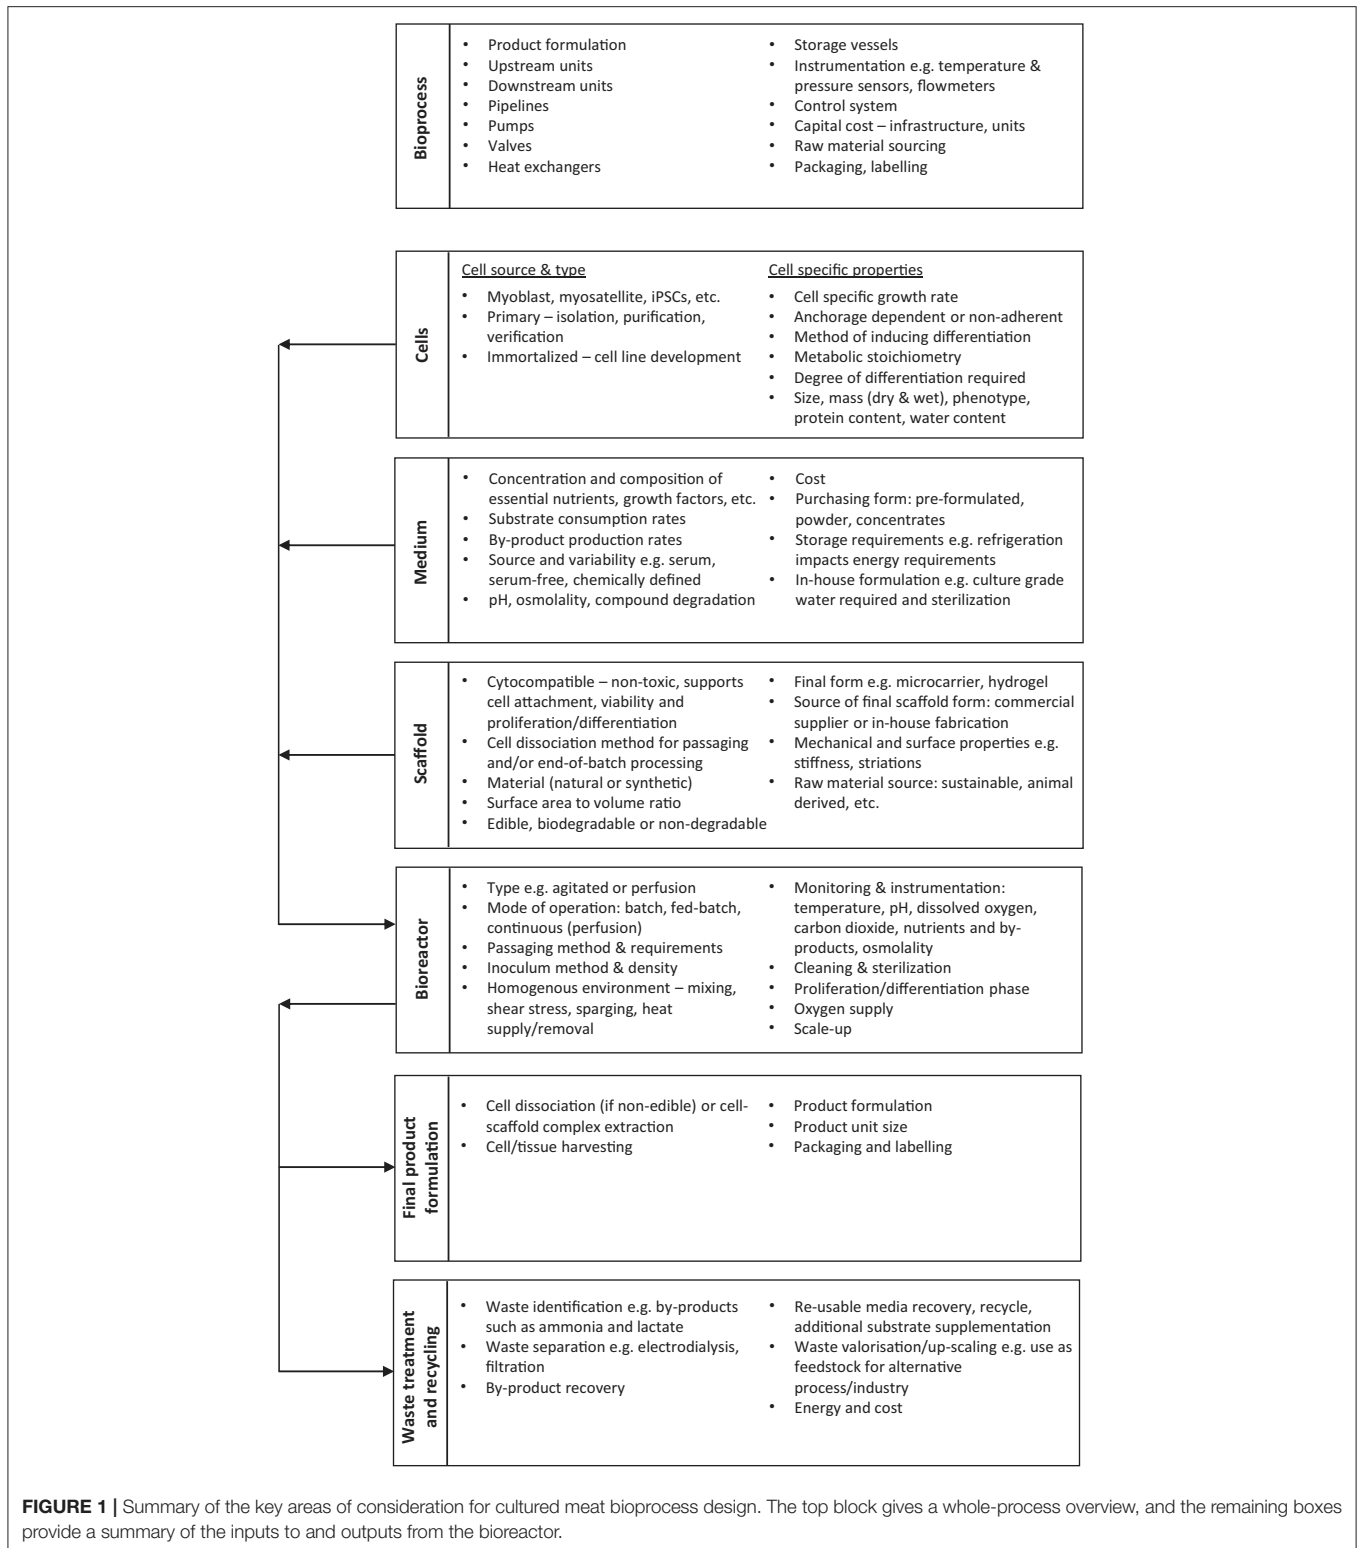 Bioprocess
• Product formulation
• Upstream units
• Downstream units
• Pipelines
• Pumps
• Valves
• Heat exchangers
• Storage vessels
• Instrumentation e.g. temperature &
pressure sensors, flowmeters
• Control system
• Capital cost – infrastructure, units
• Raw material sourcing
• Packaging, labelling
Cells
Cell source & type
• Myoblast, myosatellite, iPSCs, etc.
• Primary – isolation, purification,
verification
• Immortalized – cell line development
Cell specific properties
• Cell specific growth rate
• Anchorage dependent or non-adherent
• Method of inducing differentiation
• Metabolic stoichiometry
• Degree of differentiation required
• Size, mass (dry & wet), phenotype,
protein content, water content
Medium
• Concentration and composition of
essential nutrients, growth factors, etc.
• Substrate consumption rates
• By-product production rates
• Source and variability e.g. serum,
serum-free, chemically defined
• pH, osmolality, compound degradation
• Cost
• Purchasing form: pre-formulated,
powder, concentrates
• Storage requirements e.g. refrigeration
impacts energy requirements
• In-house formulation e.g. culture grade
water required and sterilization
Scaffold
• Cytocompatible – non-toxic, supports
cell attachment, viability and
proliferation/differentiation
• Cell dissociation method for passaging
and/or end-of-batch processing
• Material (natural or synthetic)
• Surface area to volume ratio
• Edible, biodegradable or non-degradable
• Final form e.g. microcarrier, hydrogel
• Source of final scaffold form: commercial
supplier or in-house fabrication
• Mechanical and surface properties e.g.
stiffness, striations
• Raw material source: sustainable, animal
derived, etc.
Bioreactor
• Type e.g. agitated or perfusion
• Mode of operation: batch, fed-batch,
continuous (perfusion)
• Passaging method & requirements
• Inoculum method & density
• Homogenous environment – mixing,
shear stress, sparging, heat
supply/removal
• Monitoring & instrumentation:
temperature, pH, dissolved oxygen,
carbon dioxide, nutrients and by-
products, osmolality
• Cleaning & sterilization
• Proliferation/differentiation phase
• Oxygen supply
• Scale-up
Final product
formulation
• Cell dissociation (if non-edible) or cell-
scaffold complex extraction
• Cell/tissue harvesting
• Product formulation
• Product unit size
• Packaging and labelling
Waste treatment
and recycling
• Waste identification e.g. by-products
such as ammonia and lactate
• Waste separation e.g. electrodialysis,
filtration
• By-product recovery
• Re-usable media recovery, recycle,
additional substrate supplementation
• Waste valorisation/up-scaling e.g. use as
feedstock for alternative
process/industry
• Energy and cost
FIGURE 1 | Summary of the key areas of consideration for cultured meat bioprocess design. The top block gives a whole-process overview, and the remaining boxes
provide a summary of the inputs to and outputs from the bioreactor.